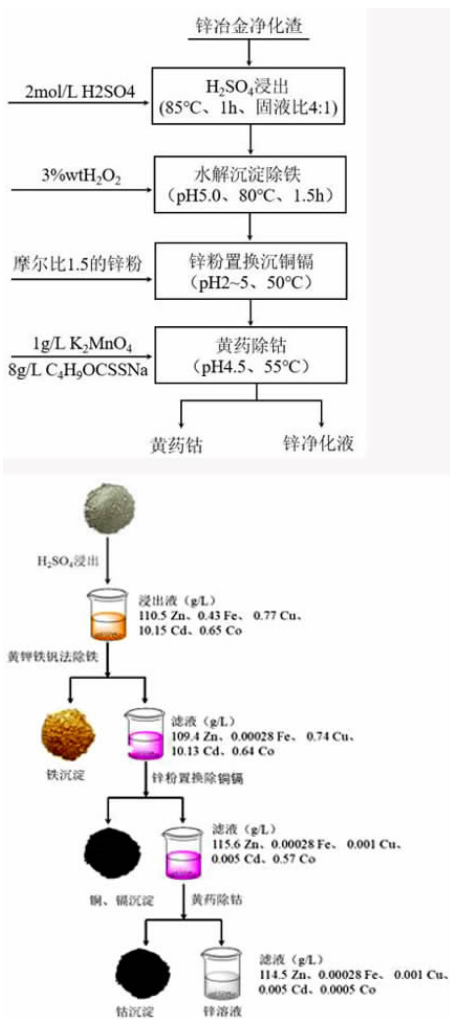 锌冶金净化渣
2mol/L H2SO4
H₂SO₄浸出
(85℃、1h、固液比4:1)
3%wtH₂O₂
水解沉淀除铁
(pH5.0、80℃、1.5h)
摩尔比1.5的锌粉
锌粉置换沉铜镉
(pH2~5、50℃)
1g/L K₂MnO₄
8g/L C₄H₉OCSSNa
黄药除钴
(pH4.5、55℃)
黄药钴
锌净化液
H₂SO₄浸出
浸出液（g/L）
110.5 Zn、0.43 Fe、 0.77 Cu、
10.15 Cd、0.65 Co
黄钾铁钒法除铁
滤液（g/L）
109.4 Zn、0.00028 Fe、 0.74 Cu、
10.13 Cd、0.64 Co
铁沉淀
锌粉置换除铜镉
滤液（g/L）
115.6 Zn、0.00028 Fe、 0.001 Cu、
0.005 Cd、0.57 Co
铜、镉沉淀
黄药除钴
滤液（g/L）
114.5 Zn、0.00028 Fe、 0.001 Cu、
0.005 Cd、0.0005 Co
钴沉淀
锌溶液